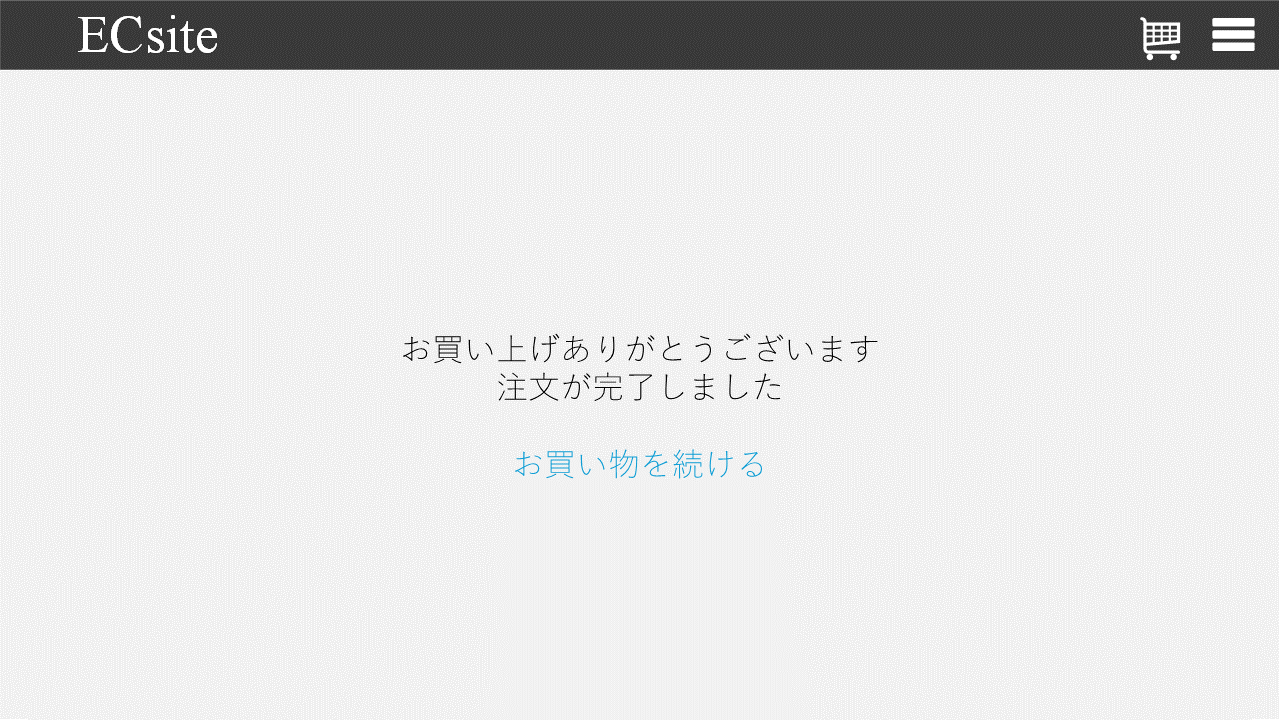 ECsite
お買い上げありがとうございます
注文が完了しました
お買い物を続ける